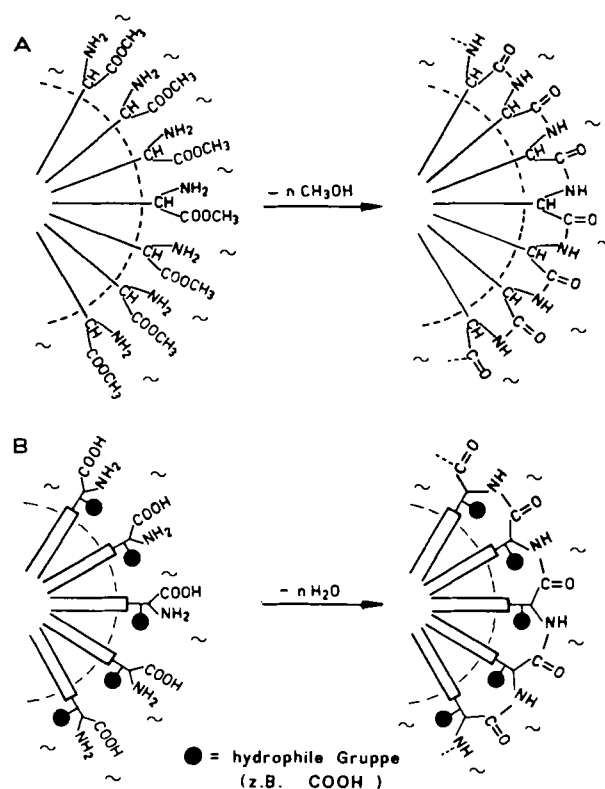 A
NH₂
CH COOCH₃
NH₂
CH COOCH₃
NH₂
CH COOCH₃
NH₂
CH COOCH₃
CH NH₂
COOCH₃
CH NH₂
COOCH₃
CH NH₂
COOCH₃
- n CH₃OH
NH
CH C=O
NH
CH C=O
NH
CH C=O
NH
CH C=O
NH
CH C=O
NH
CH C=O
NH
CH C=O
B
COOH
NH₂
COOH
NH₂
COOH
NH₂
COOH
NH₂
COOH
NH₂
- n H₂O
C=O
NH
C=O
NH
C=O
NH
C=O
NH
C=O
NH
= hydrophile Gruppe
(z.B. COOH)